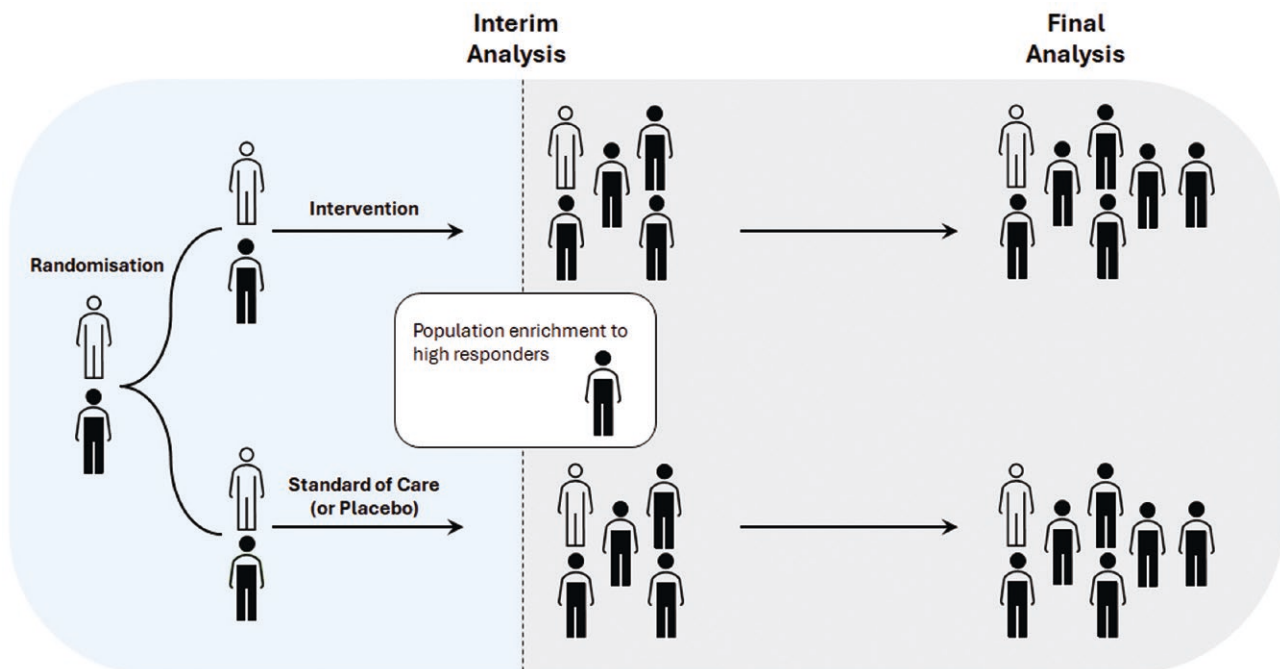 Interim
Analysis
Final
Analysis
Randomisation
Intervention
Population enrichment to
high responders
Standard of Care
(or Placebo)